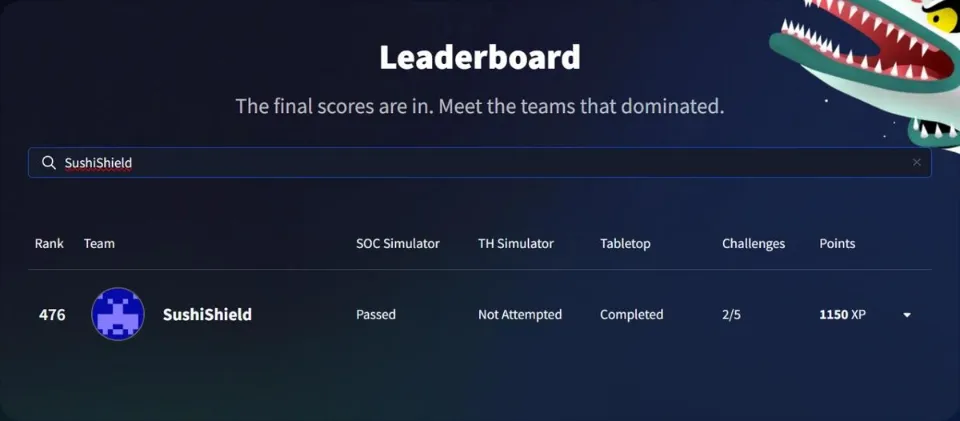 Leaderboard
The final scores are in. Meet the teams that dominated.
SushiShield
Rank Team SOC Simulator TH Simulator Tabletop Challenges Points
476 SushiShield Passed Not Attempted Completed 2/5 1150 XP